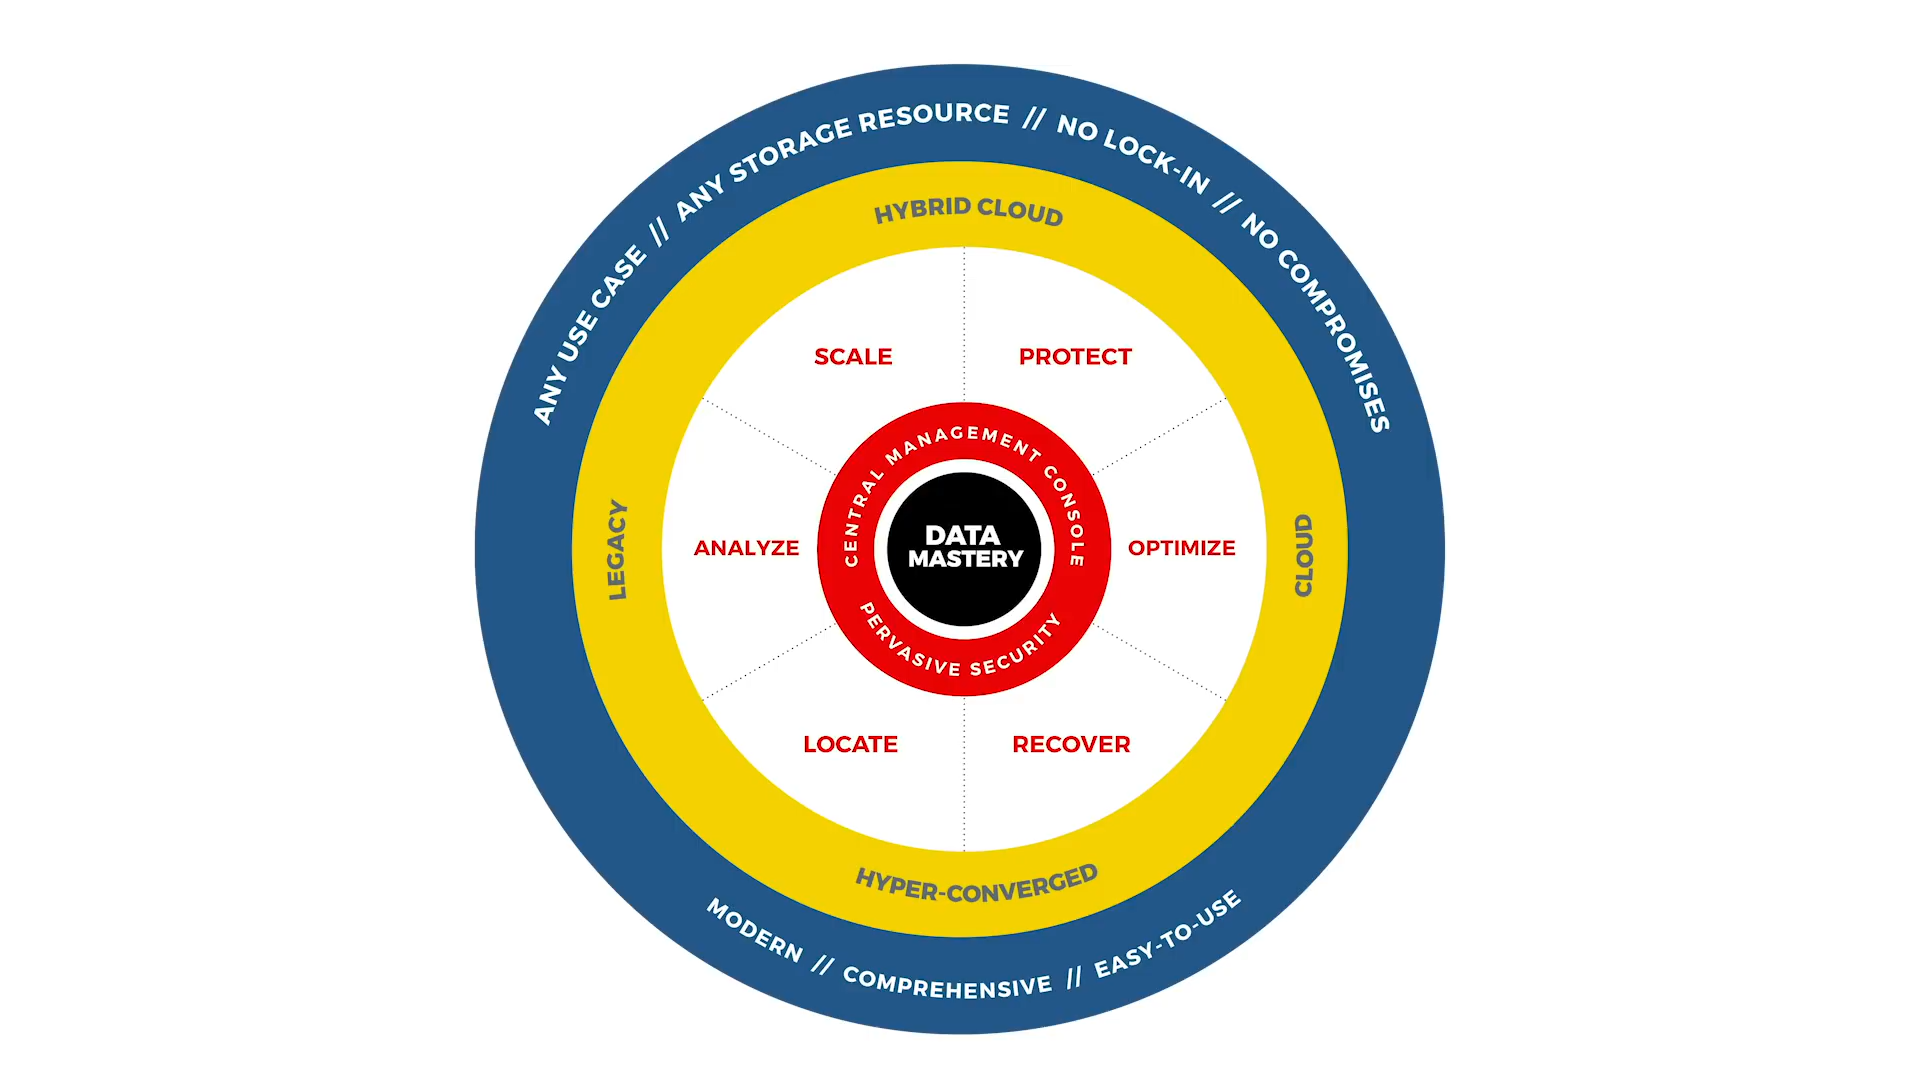 ANY USE CASE // ANY STORAGE RESOURCE // NO LOCK-IN // NO COMPROMISES
HYBRID CLOUD
SCALE
PROTECT
CENTRAL MANAGEMENT CONSOLE
LEGACY
ANALYZE
DATA
MASTERY
OPTIMIZE
CLOUD
PERVASIVE SECURITY
LOCATE
RECOVER
HYPER-CONVERGED
MODERN // COMPREHENSIVE // EASY-TO-USE